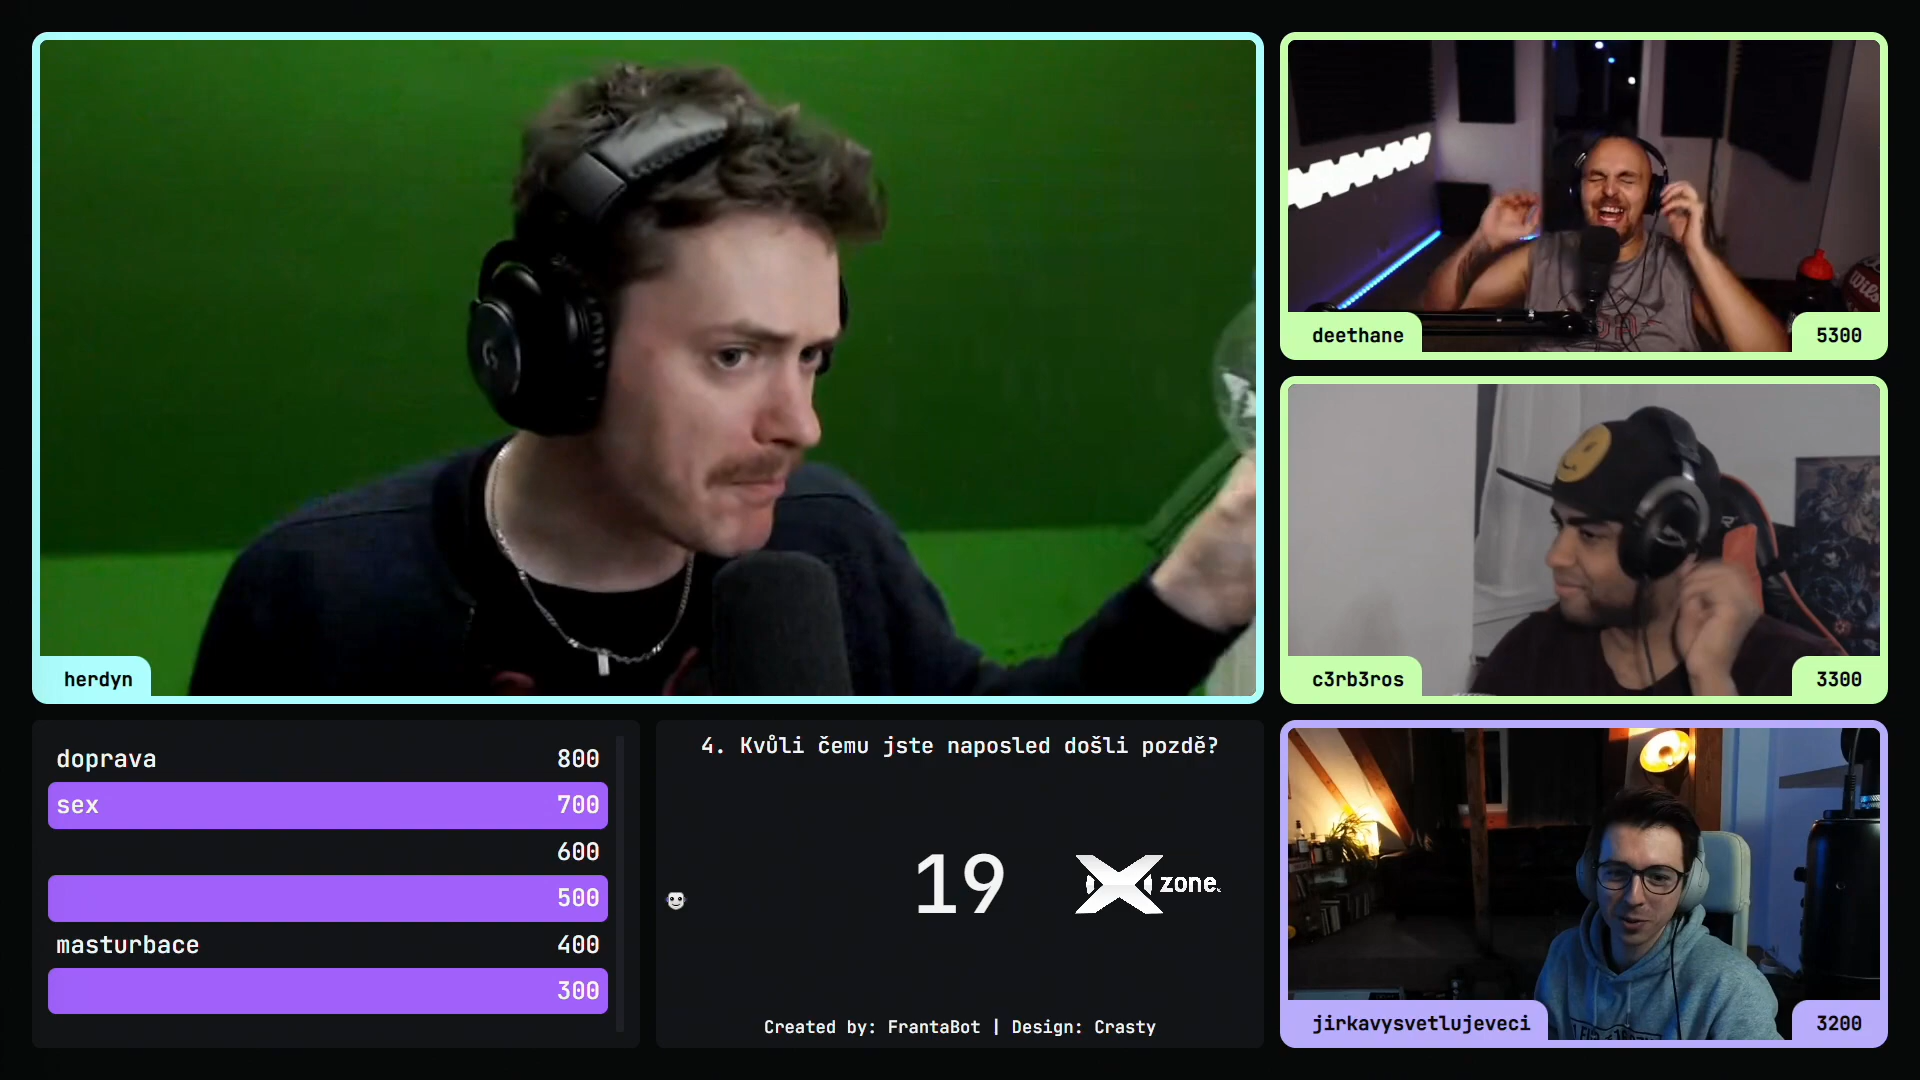 herdyn
deethane
5300
Wilson
c3rb3ros
3300
doprava 800
sex 700
600
500
masturbace 400
300
4. Kvůli čemu jste naposled došli pozdě?
19
X zone.
Created by: FrantaBot | Design: Crasty
jirkavysvetlujeveci
3200